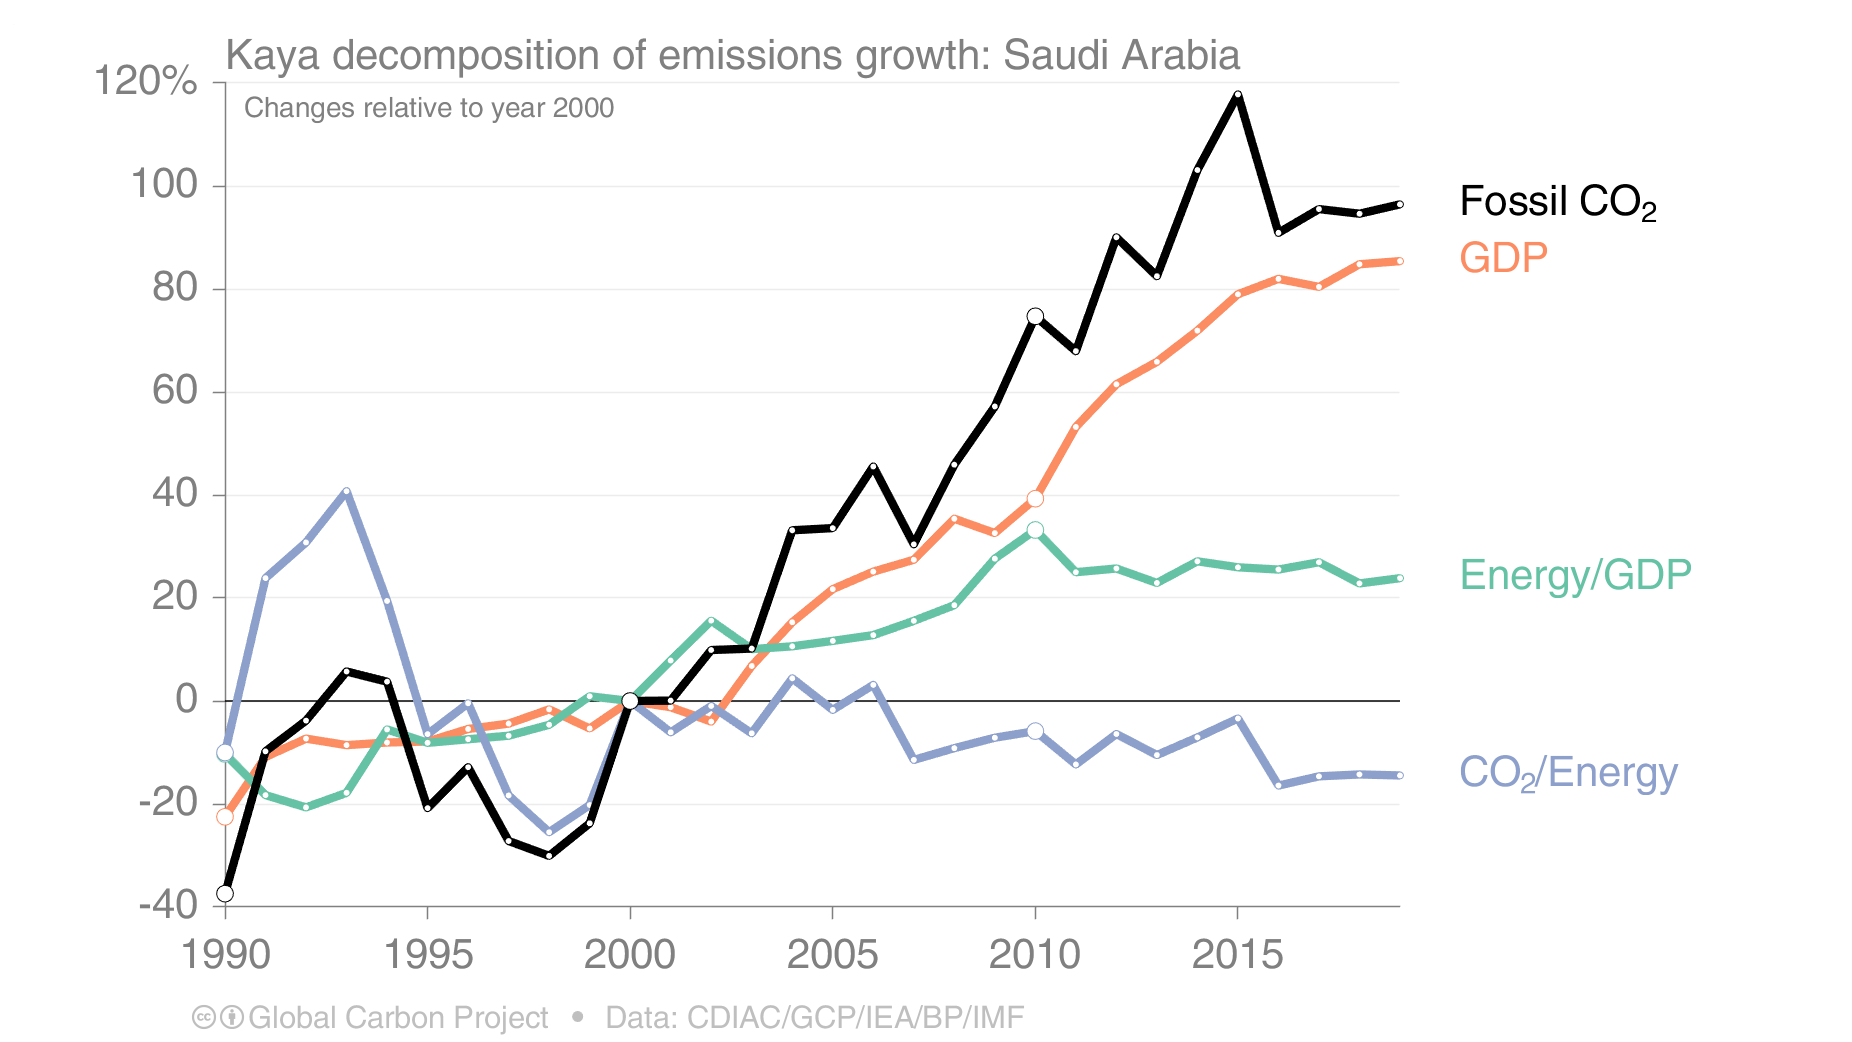 Kaya decomposition of emissions growth: Saudi Arabia
120%
Changes relative to year 2000
100
Fossil CO₂
GDP
80
60
40
20
Energy/GDP
0
CO₂/Energy
-20
-40
1990 1995 2000 2005 2010 2015
cc Global Carbon Project • Data: CDIAC/GCP/IEA/BP/IMF